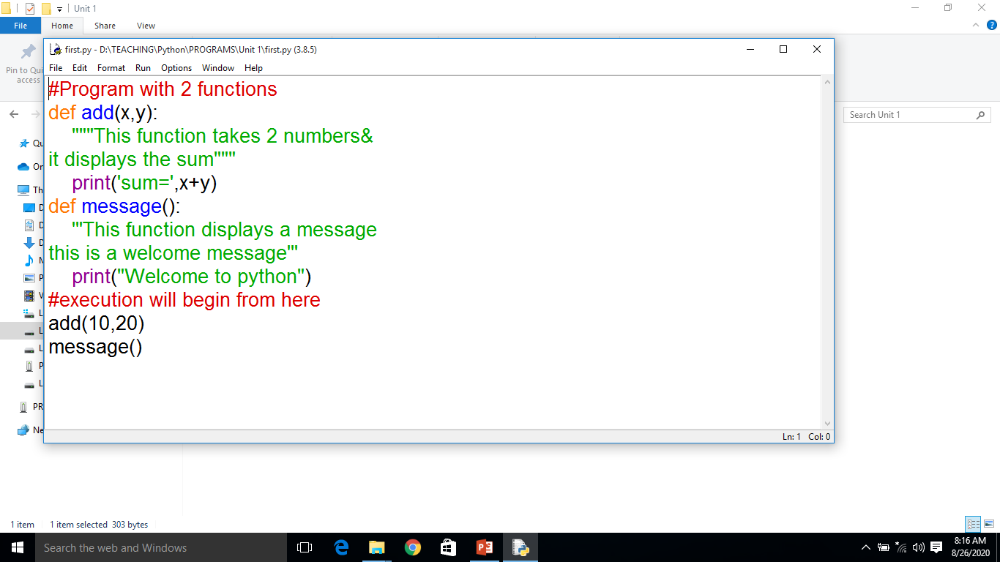 Unit 1
File Home Share View
first.py - D:\TEACHING\Python\PROGRAMS\Unit 1\first.py (3.8.5)
File Edit Format Run Options Window Help
Pin to Qui
access
#Program with 2 functions
def add(x,y):
"""This function takes 2 numbers&
it displays the sum"""
print('sum=',x+y)
def message():
'''This function displays a message
this is a welcome message'''
print("Welcome to python")
#execution will begin from here
add(10,20)
message()
Search Unit 1
Qu
On
Th
D
D
D
M
P
V
L
L
L
P
L
PR
Ne
Ln: 1 Col: 0
1 item 1 item selected 303 bytes
Search the web and Windows
8:16 AM
8/26/2020